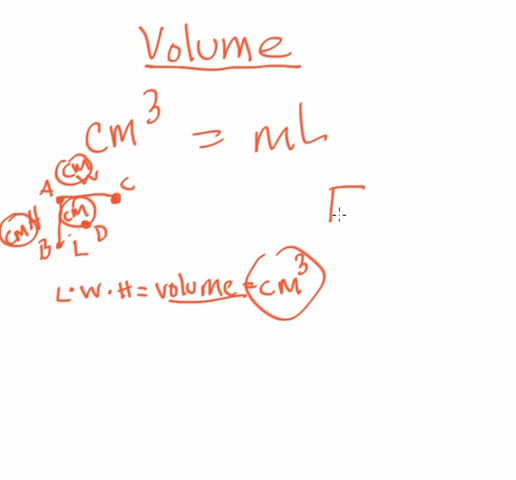 Volume
cm³ = mL
cm
W
A
C
cm H
cm
B
L
D
L·W·H = volume = cm³